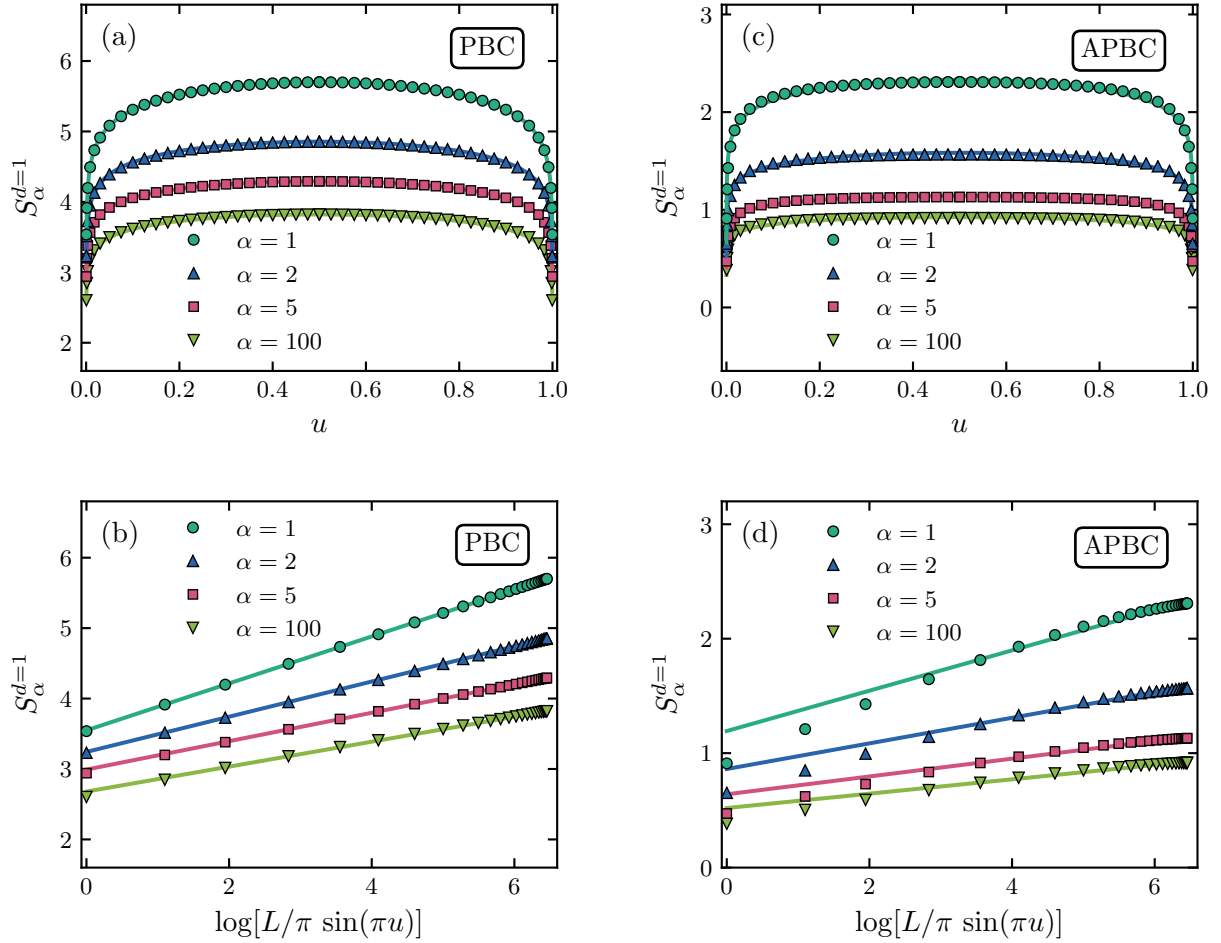 (a)
PBC
6
5
4
3
2
S_α^{d=1}
α = 1
α = 2
α = 5
α = 100
0.0 0.2 0.4 0.6 0.8 1.0
u
(c)
APBC
3
2
1
0
S_α^{d=1}
α = 1
α = 2
α = 5
α = 100
0.0 0.2 0.4 0.6 0.8 1.0
u
(b)
PBC
6
5
4
3
2
S_α^{d=1}
α = 1
α = 2
α = 5
α = 100
0 2 4 6
log[L/π sin(πu)]
(d)
APBC
3
2
1
0
S_α^{d=1}
α = 1
α = 2
α = 5
α = 100
0 2 4 6
log[L/π sin(πu)]